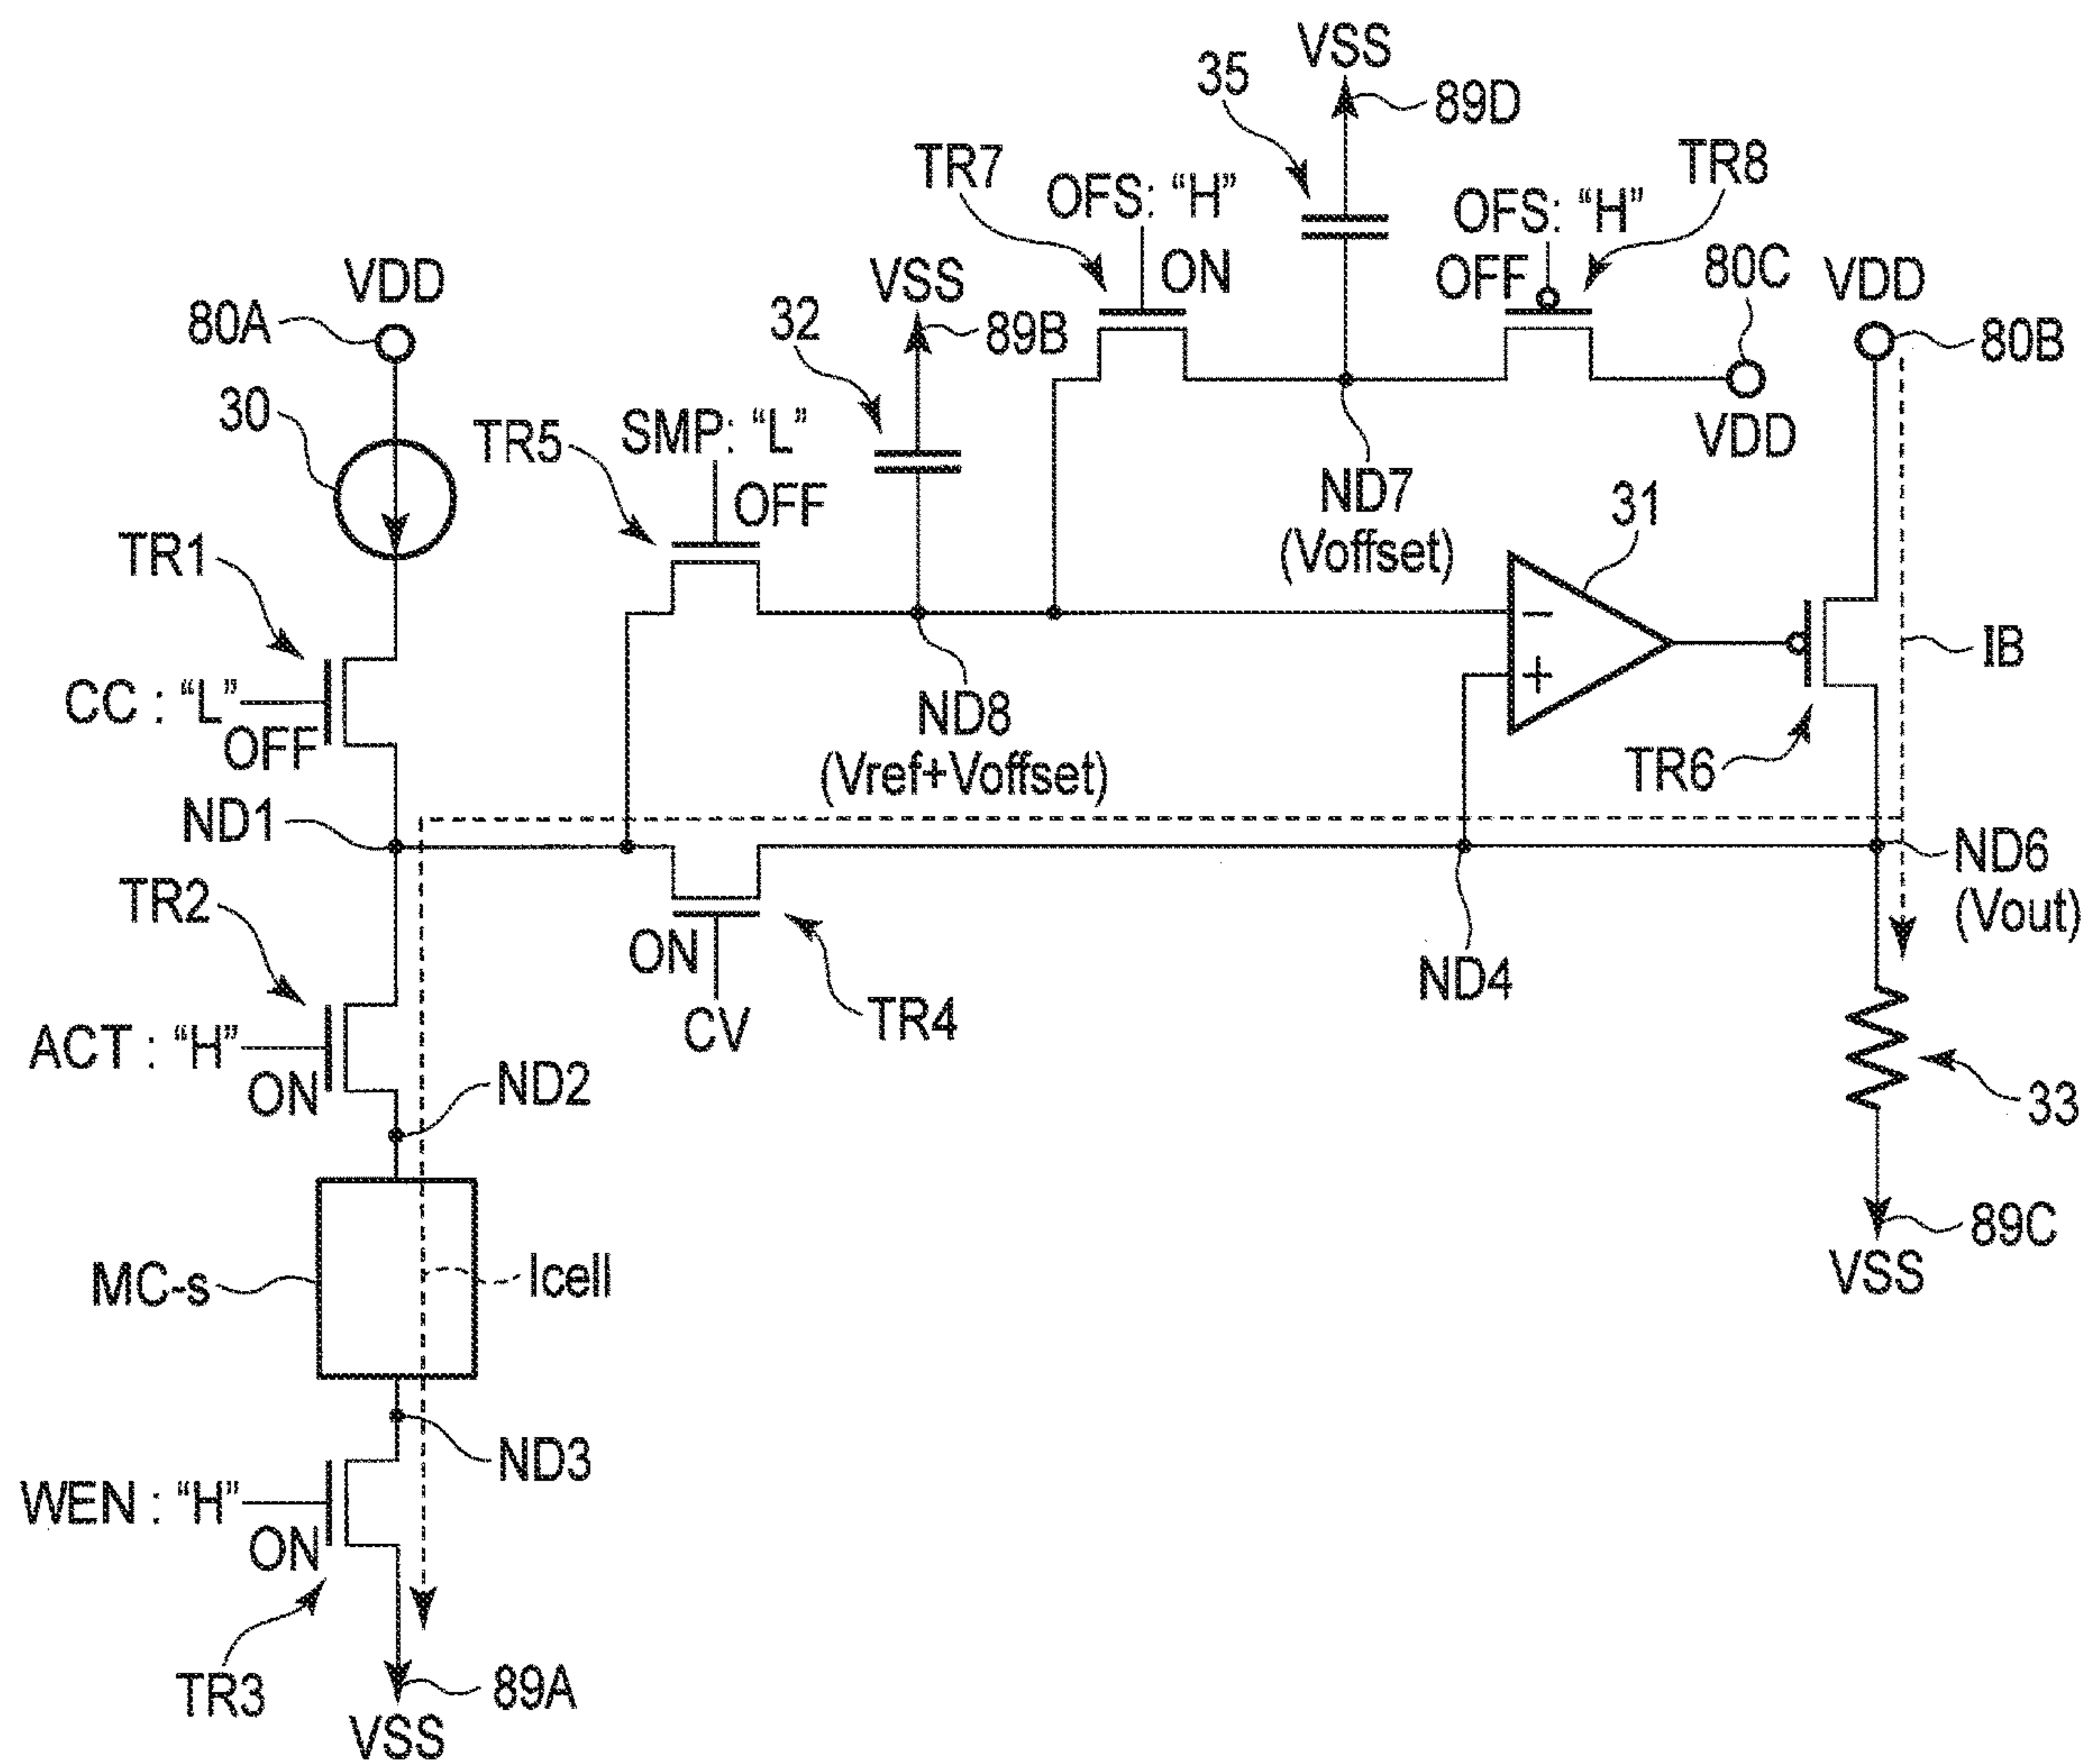 VSS
35
89D
TR7
OFS: “H”
ON
TR8
OFS: “H”
OFF
80C
VDD
VDD
80A
VSS
32
89B
VDD
80B
30
TR5
SMP: “L”
OFF
ND7
(Voffset)
31
TR1
CC : “L”
OFF
−
+
IB
ND8
(Vref+Voffset)
TR6
ND1
ND6
(Vout)
TR2
ON
CV
TR4
ND4
ACT : “H”
ON
ND2
33
MC-s
Icell
89C
VSS
ND3
WEN : “H”
ON
TR3
89A
VSS